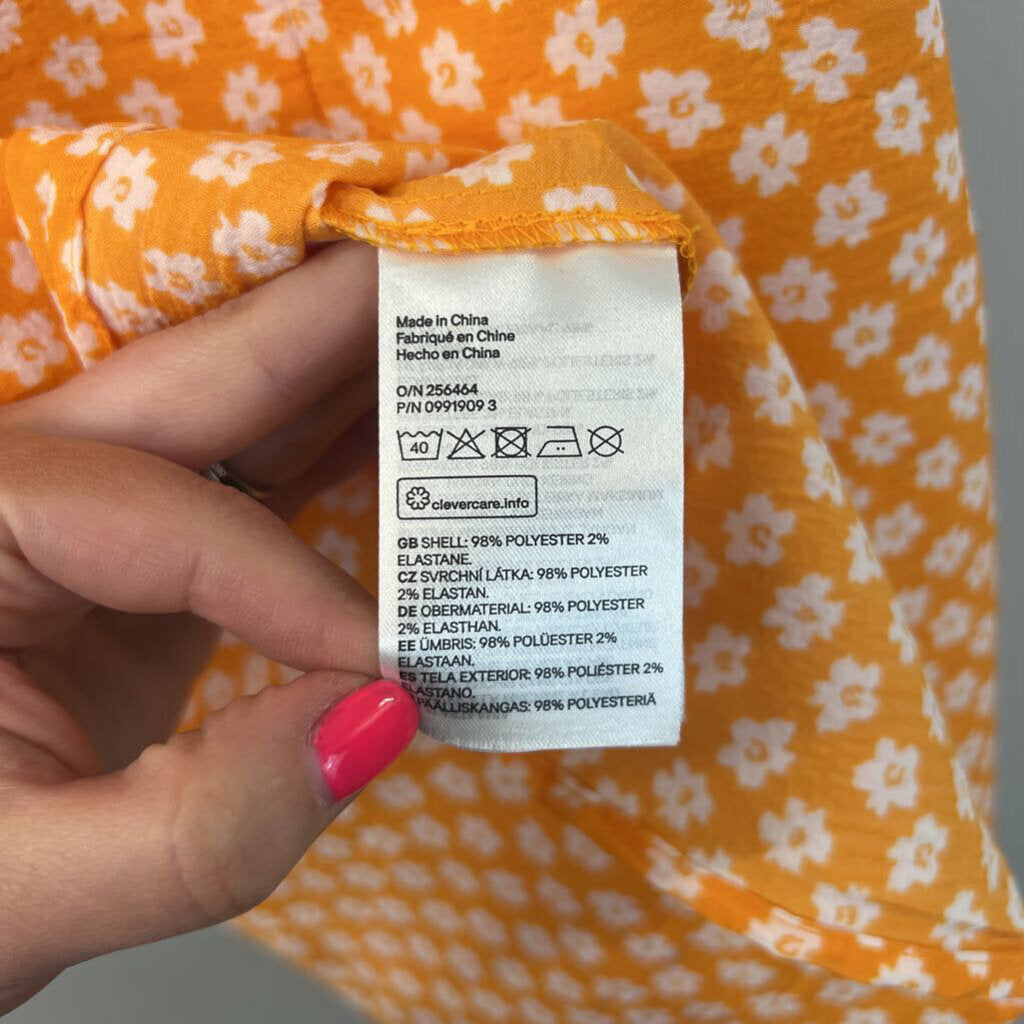 Made in China
Fabriqué en Chine
Hecho en China
O/N 256464
P/N 0991909 3
40
clevercare.info
GB SHELL: 98% POLYESTER 2%
ELASTANE.
CZ SVRCHNÍ LÁTKA: 98% POLYESTER
2% ELASTAN.
DE OBERMATERIAL: 98% POLYESTER
2% ELASTHAN.
EE ÜMBRIS: 98% POLÜESTER 2%
ELASTAAN.
ES TELA EXTERIOR: 98% POLIÉSTER 2%
ELASTANO.
PÄÄLLISKANGAS: 98% POLYESTERIÄ